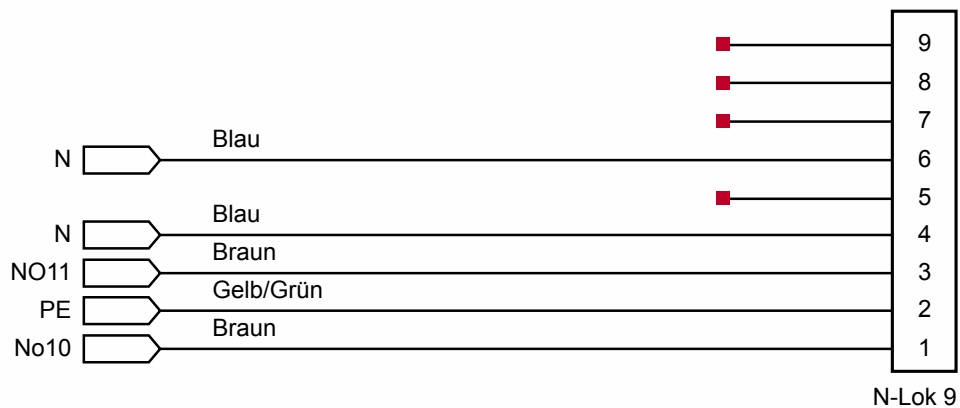 9
8
7
Blau
N 6
5
Blau
N 4
Braun
NO11 3
Gelb/Grün
PE 2
Braun
No10 1
N-Lok 9